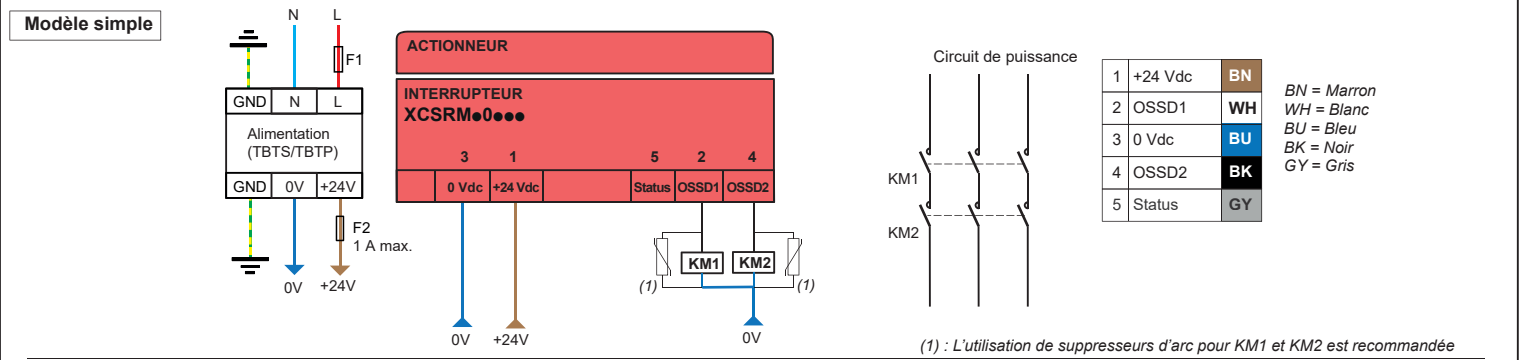 Modèle simple
N L
F1
GND N L
Alimentation
(TBTS/TBTP)
GND 0V +24V
F2
1 A max.
0V +24V
ACTIONNEUR
INTERRUPTEUR
XCSRM●0●●●
3 1 5 2 4
0 Vdc +24 Vdc Status OSSD1 OSSD2
KM1 KM2
(1) (1)
0V +24V 0V
Circuit de puissance
KM1
KM2
1 +24 Vdc BN
2 OSSD1 WH
3 0 Vdc BU
4 OSSD2 BK
5 Status GY
BN = Marron
WH = Blanc
BU = Bleu
BK = Noir
GY = Gris
(1) : L'utilisation de suppresseurs d'arc pour KM1 et KM2 est recommandée